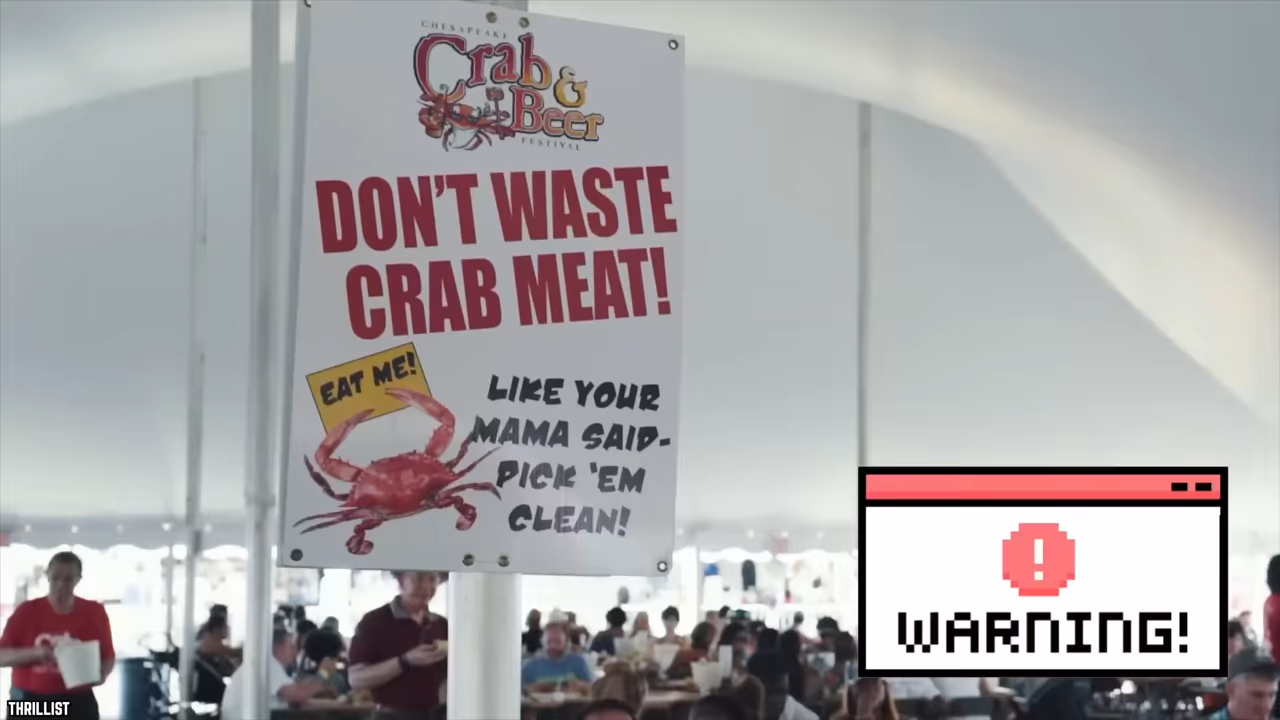 CHESAPEAKE
Crab &
Beer
FESTIVAL
DON'T WASTE
CRAB MEAT!
EAT ME!
LIKE YOUR
MAMA SAID-
PICK 'EM
CLEAN!
!
WARNING!
THRILLIST